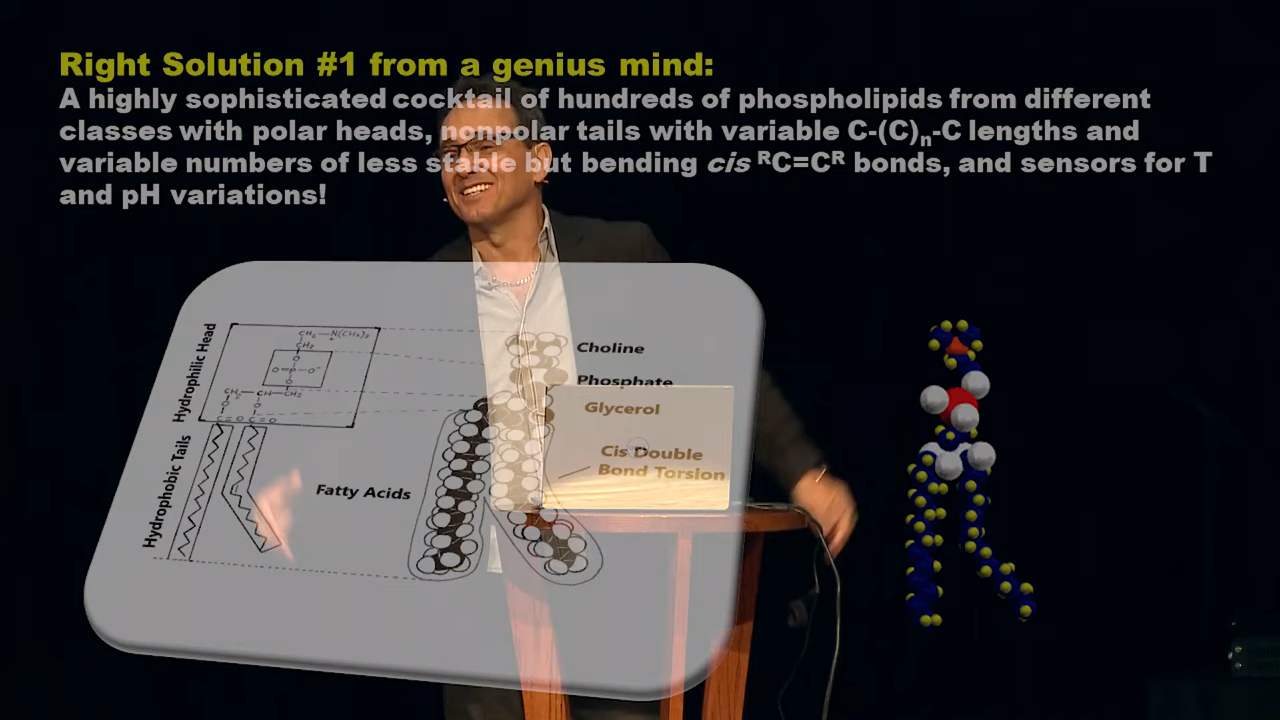 Right Solution #1 from a genius mind:
A highly sophisticated cocktail of hundreds of phospholipids from different
classes with polar heads, nonpolar tails with variable C-(C)n-C lengths and
variable numbers of less stable but bending cis ᴿC=Cᴿ bonds, and sensors for T
and pH variations!
Hydrophilic Head
CH₂—N(CH₃)₃
+
CH₂
O
O—P—O⁻
O
CH₂—CH—CH₂
O O
C=O C=O
Choline
Phosphate
Glycerol
Cis Double
Bond Torsion
Hydrophobic Tails
Fatty Acids